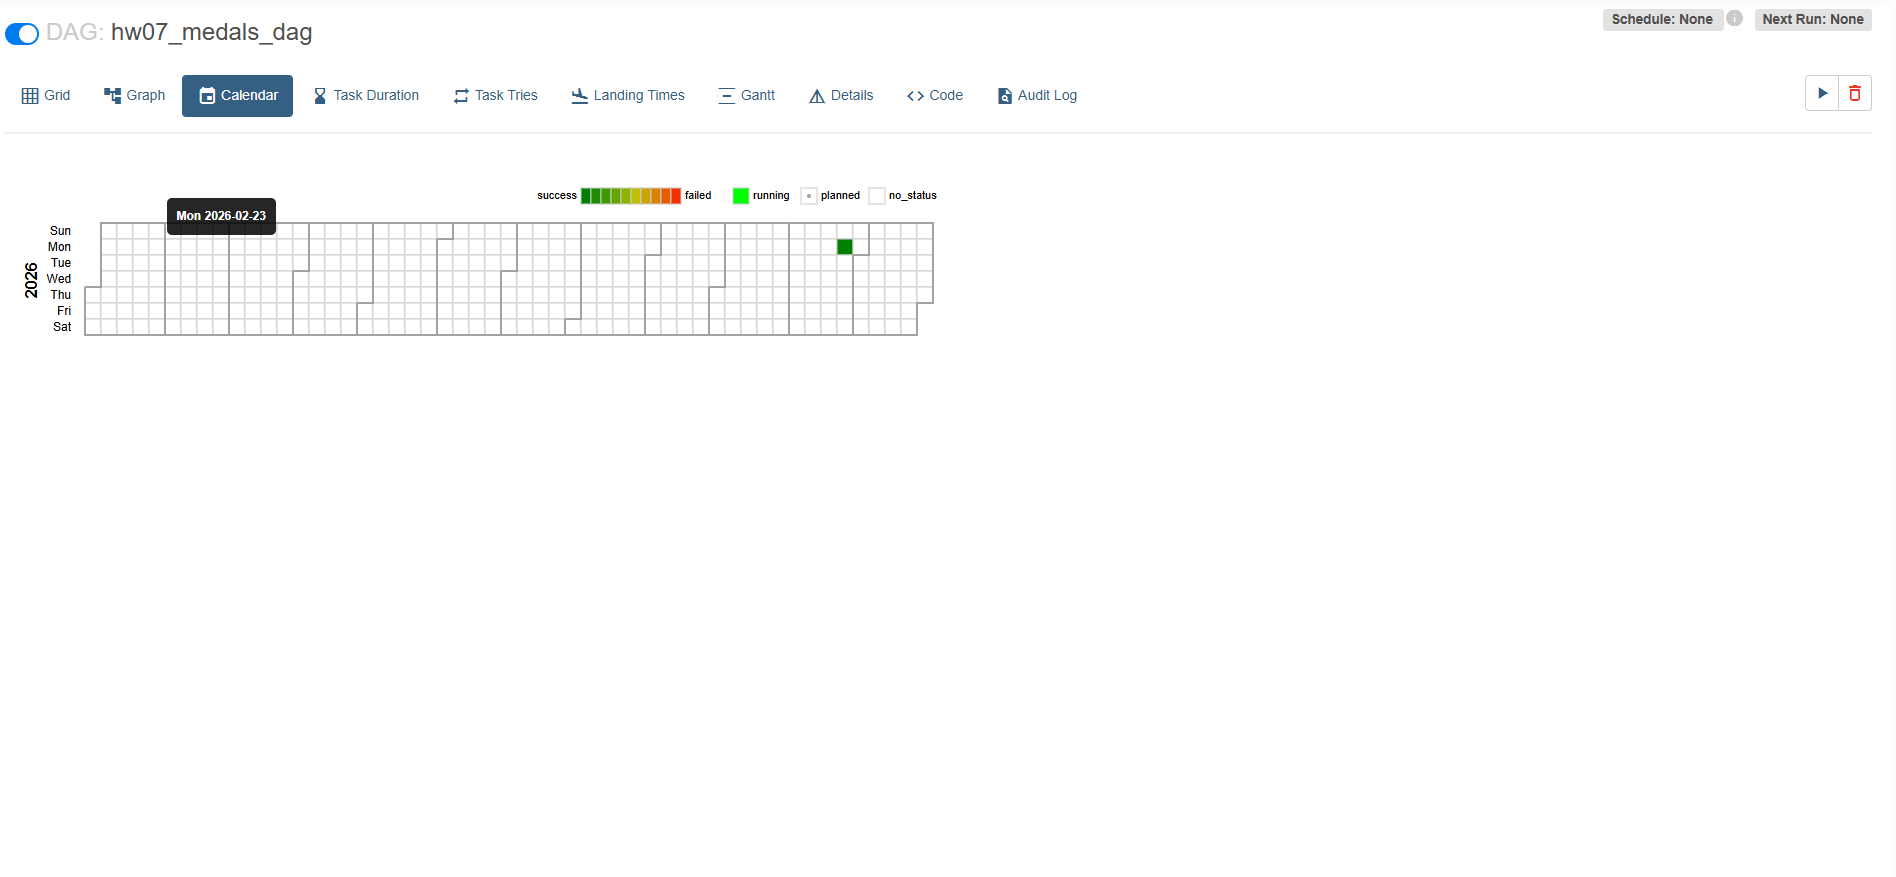 DAG: hw07_medals_dag
Schedule: None
Next Run: None
Grid
Graph
Calendar
Task Duration
Task Tries
Landing Times
Gantt
Details
Code
Audit Log
success
failed
running
planned
no_status
Mon 2026-02-23
2026
Sun
Mon
Tue
Wed
Thu
Fri
Sat